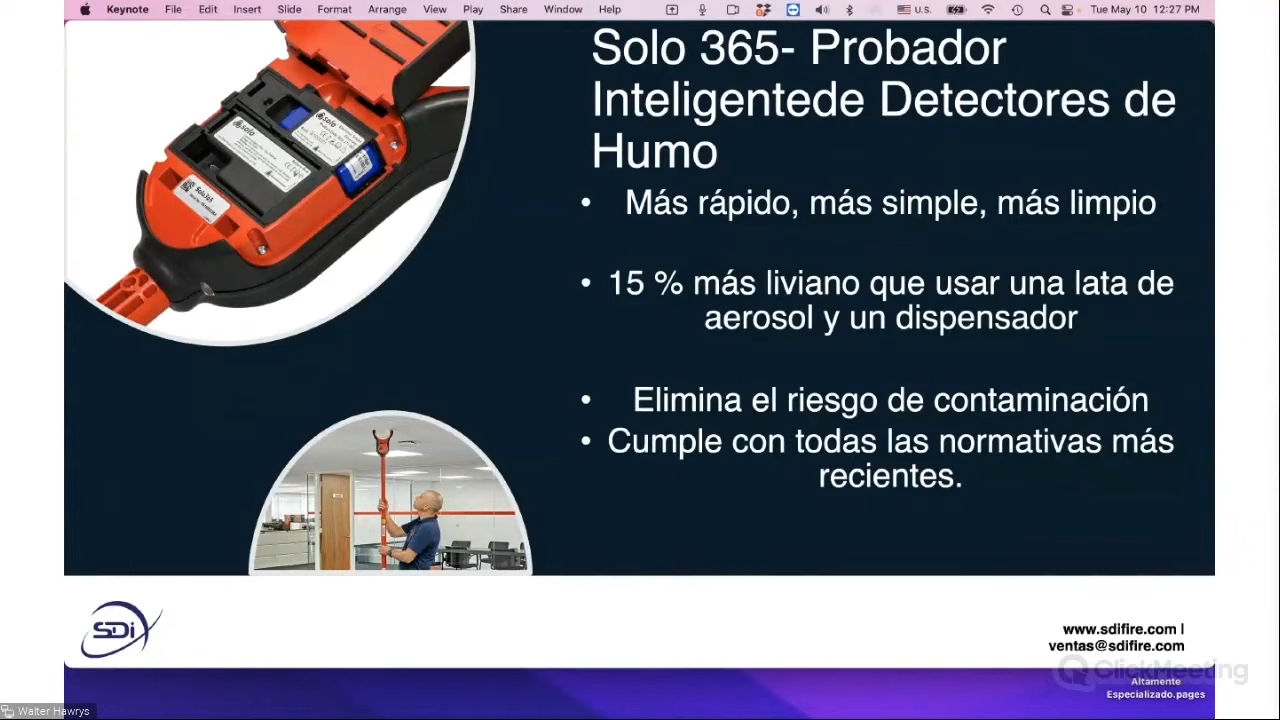 Keynote File Edit Insert Slide Format Arrange View Play Share Window Help U.S. Tue May 10 12:27 PM
Solo 365- Probador
Inteligentede Detectores de
Humo
• Más rápido, más simple, más limpio
• 15 % más liviano que usar una lata de
aerosol y un dispensador
• Elimina el riesgo de contaminación
• Cumple con todas las normativas más
recientes.
Solo
Solo
Solo365
SDi
www.sdifire.com |
ventas@sdifire.com
ClickMeeting
Altamente
Especializado.pages
Walter Hawrys